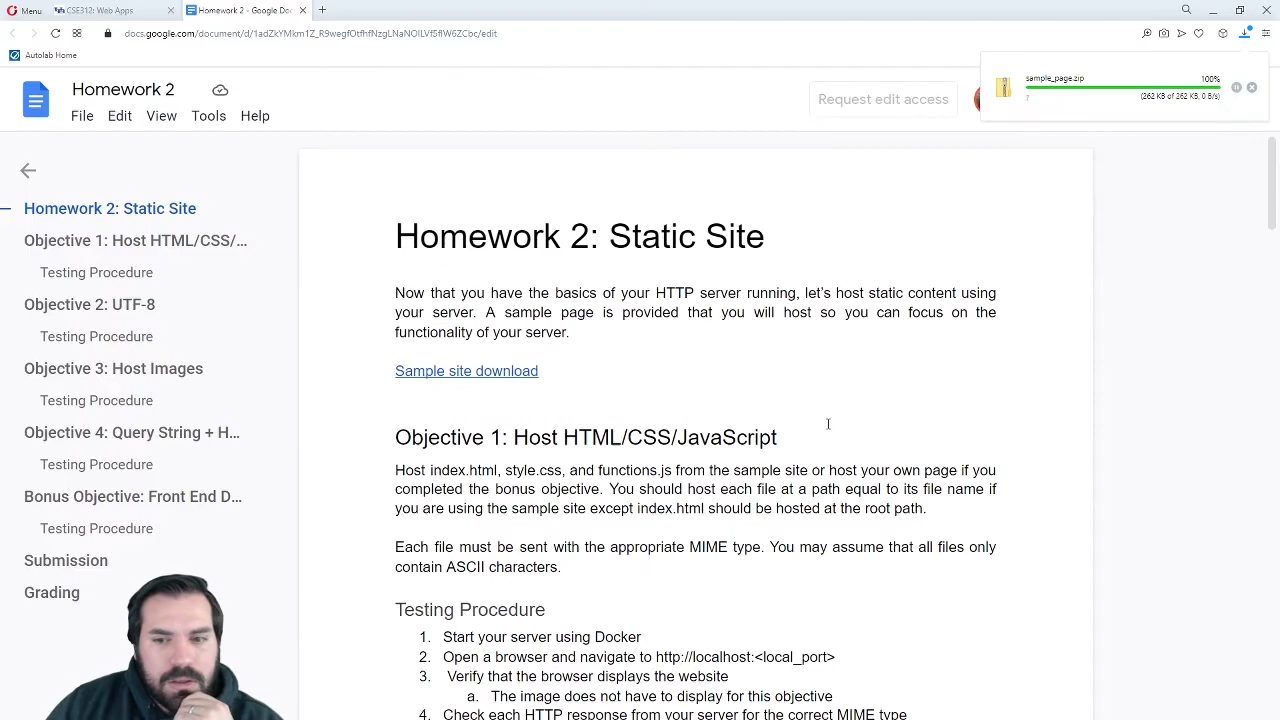 Menu
CSE312: Web Apps
Homework 2 - Google Doc
docs.google.com/document/d/1adZkYMkm1Z_R9wegfOtfhfNzgLNaNOILVf5flW6ZCbc/edit
Autolab Home
sample_page.zip
100%
(262 KB of 262 KB, 0 B/s)
?
Homework 2
File Edit View Tools Help
Request edit access
Homework 2: Static Site
Objective 1: Host HTML/CSS/...
Testing Procedure
Objective 2: UTF-8
Testing Procedure
Objective 3: Host Images
Testing Procedure
Objective 4: Query String + H...
Testing Procedure
Bonus Objective: Front End D...
Testing Procedure
Submission
Grading
Homework 2: Static Site
Now that you have the basics of your HTTP server running, let’s host static content using
your server. A sample page is provided that you will host so you can focus on the
functionality of your server.
Sample site download
Objective 1: Host HTML/CSS/JavaScript
Host index.html, style.css, and functions.js from the sample site or host your own page if you
completed the bonus objective. You should host each file at a path equal to its file name if
you are using the sample site except index.html should be hosted at the root path.
Each file must be sent with the appropriate MIME type. You may assume that all files only
contain ASCII characters.
Testing Procedure
1. Start your server using Docker
2. Open a browser and navigate to http://localhost:<local_port>
3. Verify that the browser displays the website
a. The image does not have to display for this objective
4. Check each HTTP response from your server for the correct MIME type